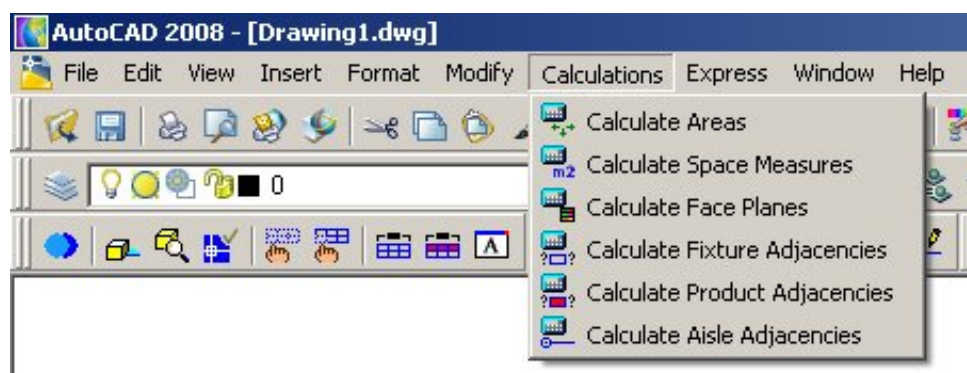 AutoCAD 2008 - [Drawing1.dwg]
File Edit View Insert Format Modify Calculations Express Window Help
Calculate Areas
0
m2 Calculate Space Measures
Calculate Face Planes
A
? ? Calculate Fixture Adjacencies
? ? Calculate Product Adjacencies
Calculate Aisle Adjacencies